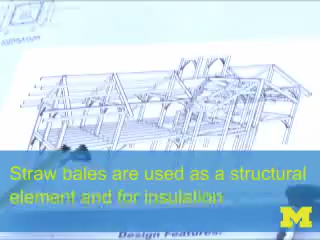 Straw bales are used as a structural
element and for insulation.
Design Features:
M